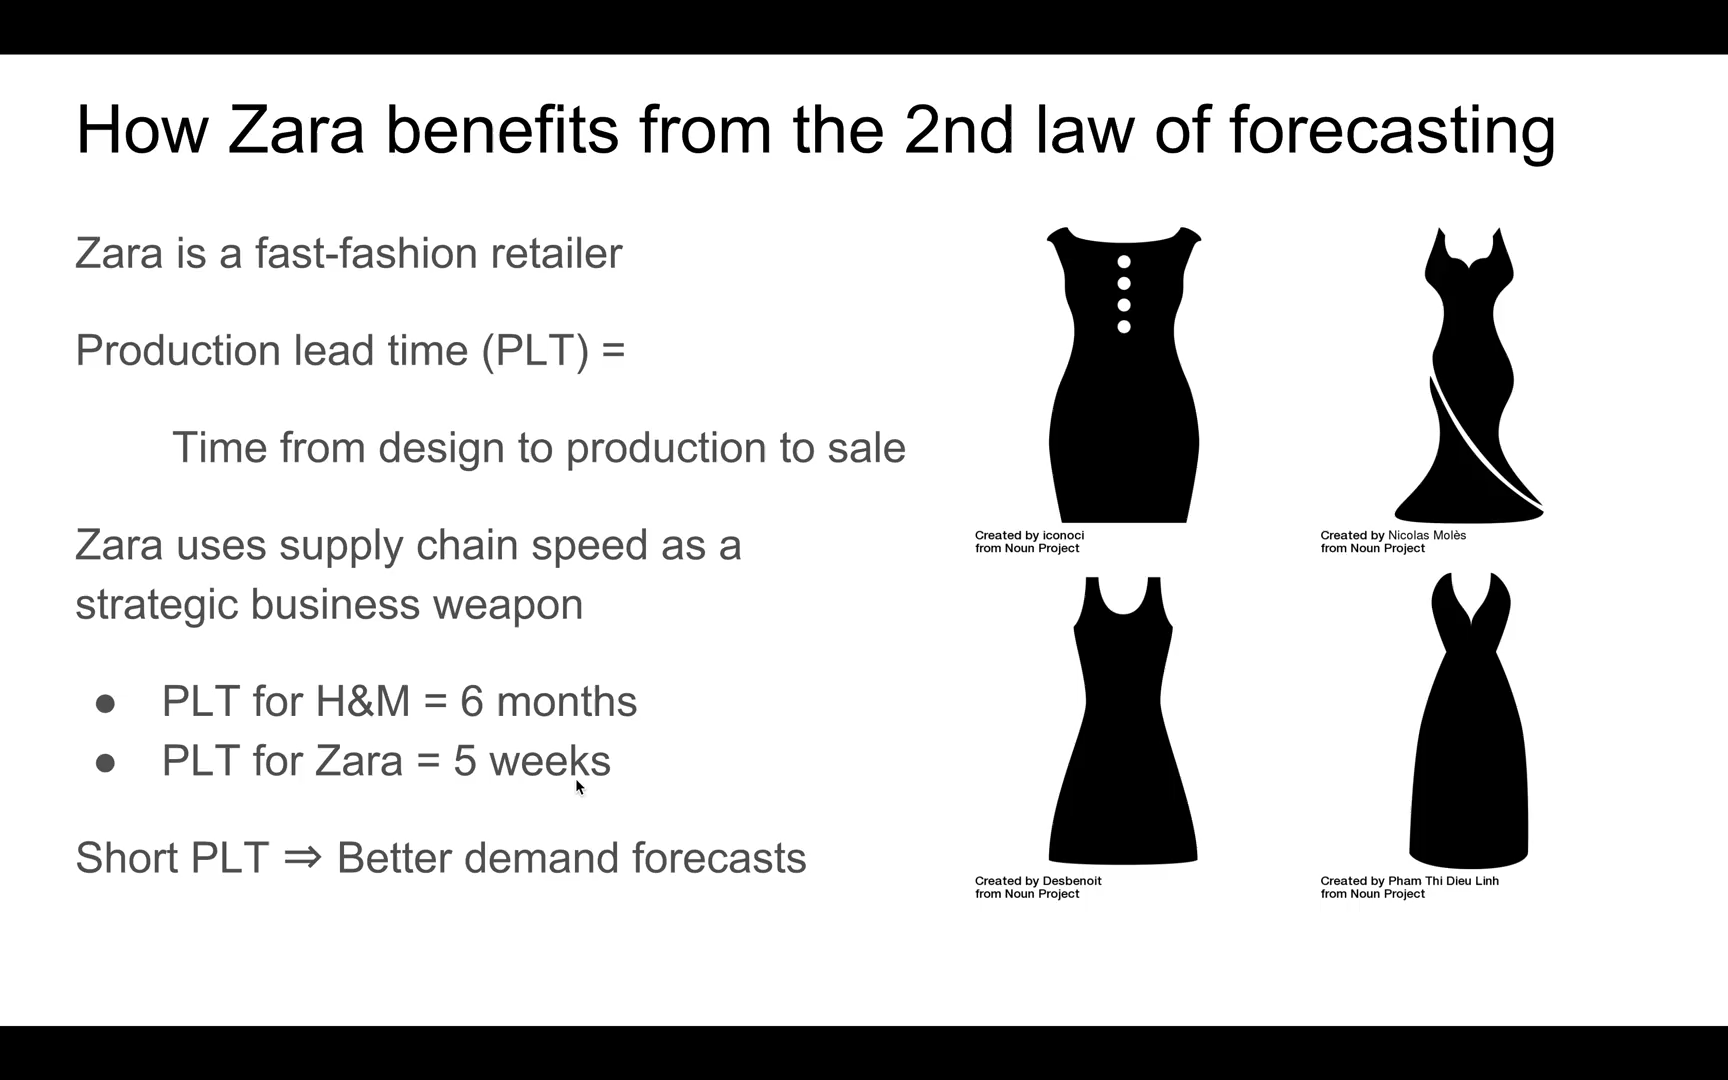 How Zara benefits from the 2nd law of forecasting
Zara is a fast-fashion retailer
Production lead time (PLT) =
Time from design to production to sale
Zara uses supply chain speed as a
strategic business weapon
● PLT for H&M = 6 months
● PLT for Zara = 5 weeks
Short PLT ⇒ Better demand forecasts
Created by iconoci
from Noun Project
Created by Nicolas Molès
from Noun Project
Created by Desbenoit
from Noun Project
Created by Pham Thi Dieu Linh
from Noun Project